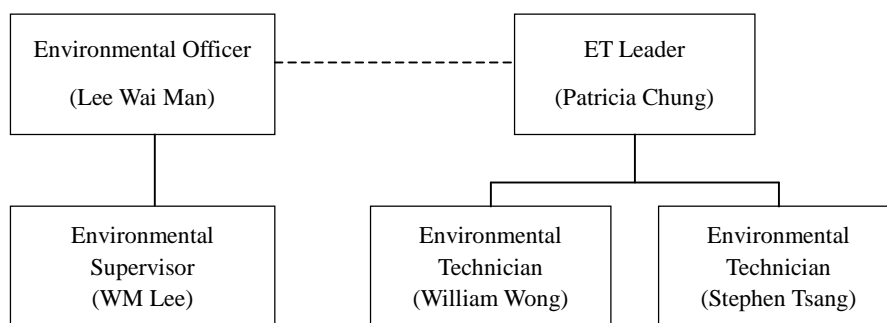 Environmental Officer
(Lee Wai Man)
ET Leader
(Patricia Chung)
Environmental
Supervisor
(WM Lee)
Environmental
Technician
(William Wong)
Environmental
Technician
(Stephen Tsang)